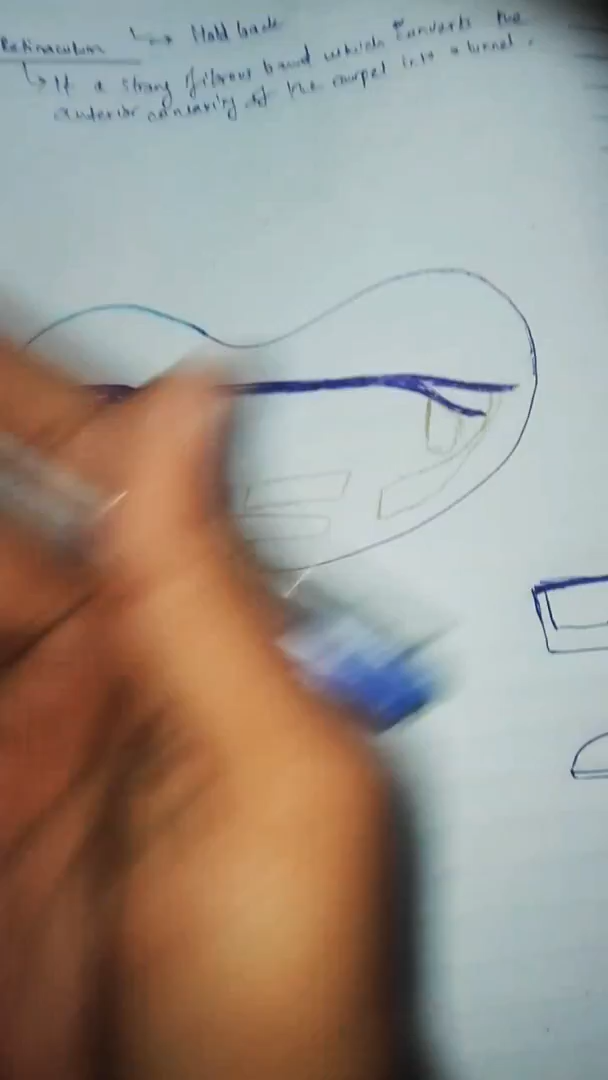 Retinaculum ↳ Hold back
↳ It a strong fibrous band which converts the
anterior concavity of the carpel into a tunnel.